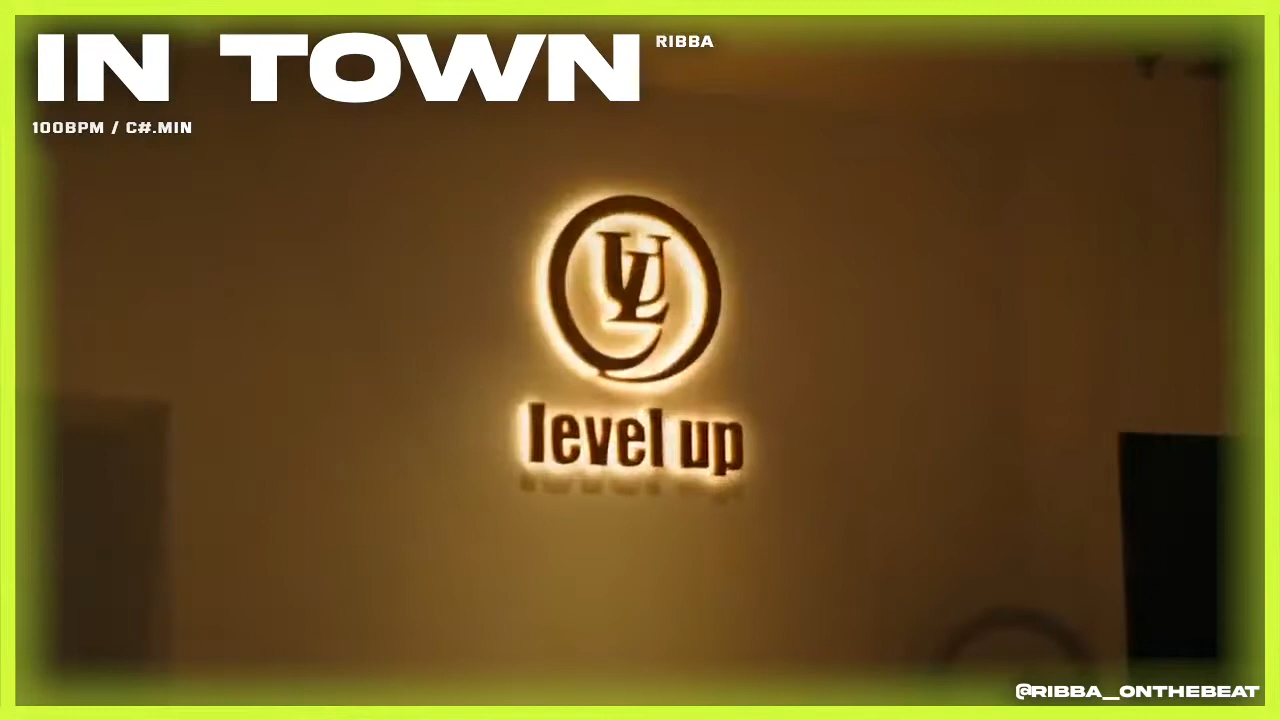 IN TOWN RIBBA
100BPM / C#.MIN
UL
level up
@RIBBA_ONTHEBEAT